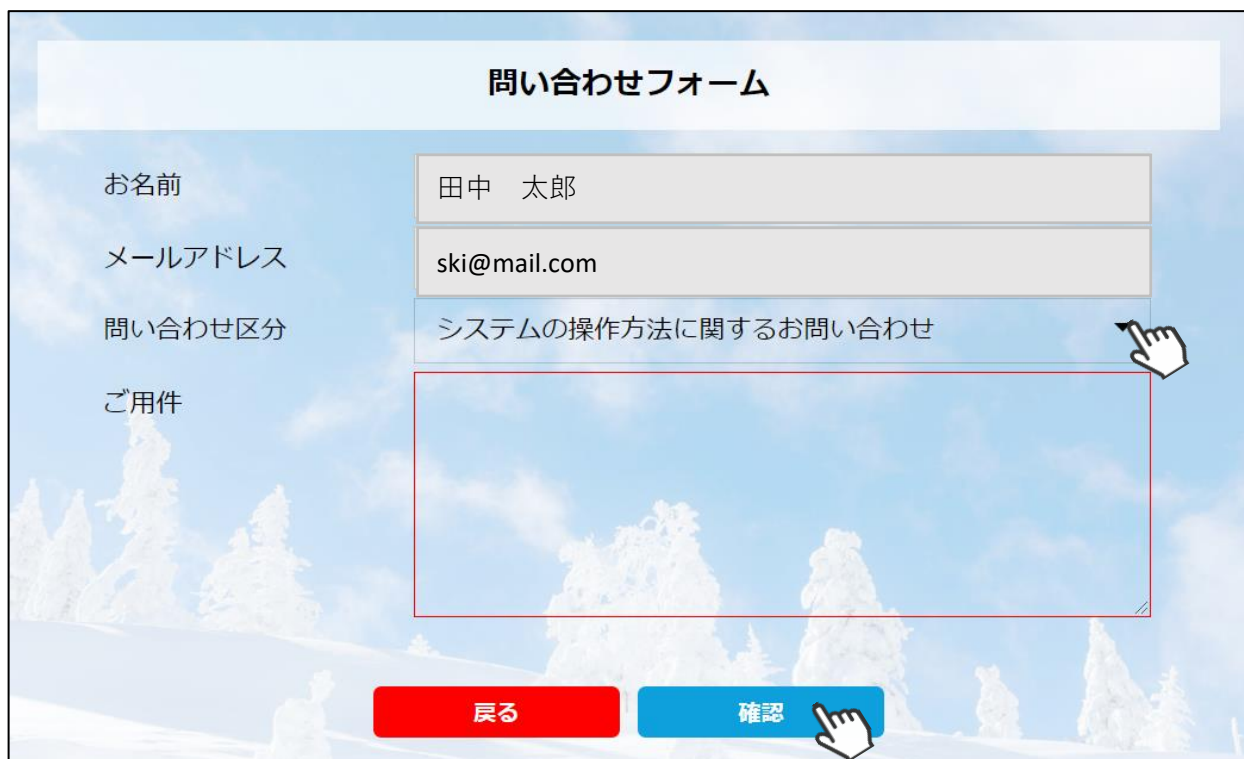 問い合わせフォーム
お名前
田中　太郎
メールアドレス
ski@mail.com
問い合わせ区分
システムの操作方法に関するお問い合わせ
ご用件
戻る
確認